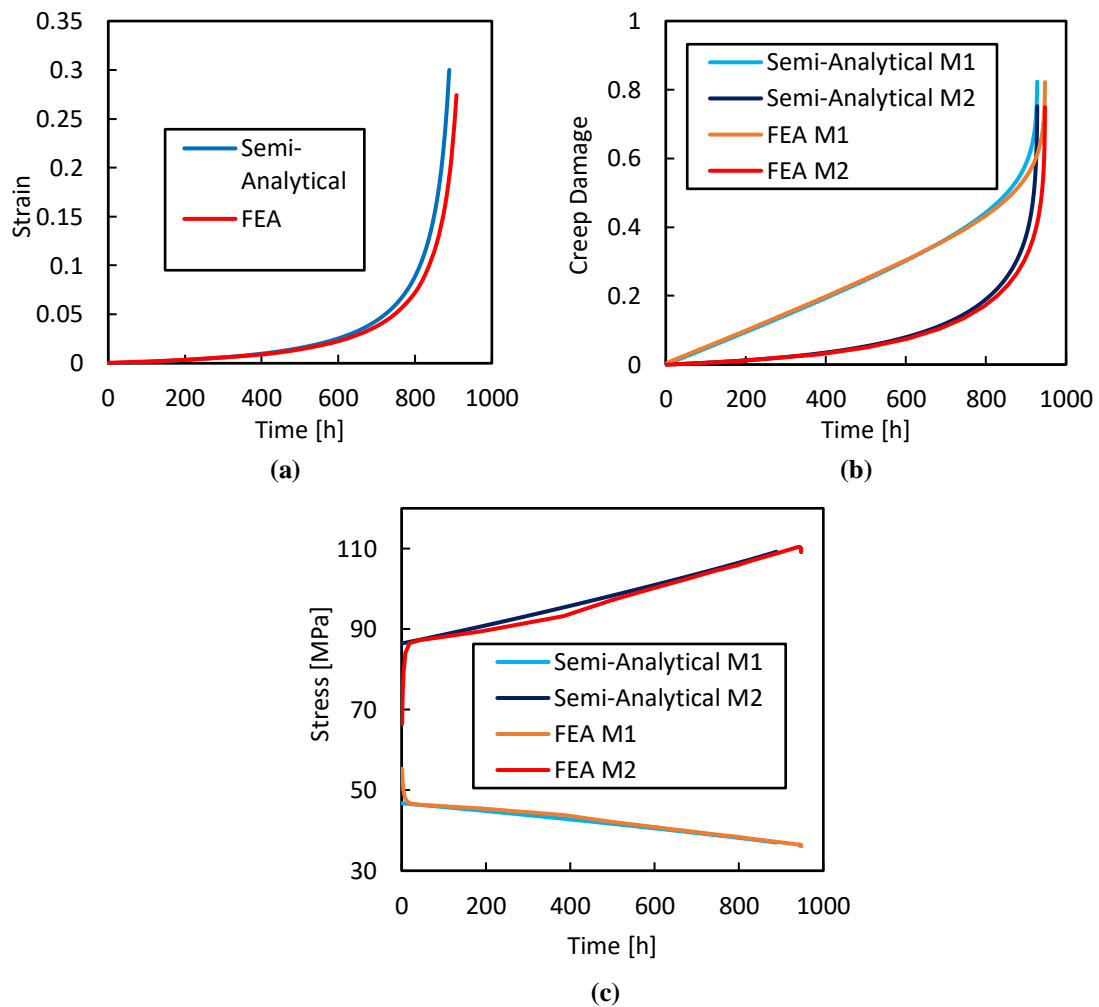 0.35
0.3
0.25
0.2
0.15
0.1
0.05
0
Strain
Semi-
Analytical
FEA
0 200 400 600 800 1000
Time [h]
(a)
1
0.8
0.6
0.4
0.2
0
Creep Damage
Semi-Analytical M1
Semi-Analytical M2
FEA M1
FEA M2
0 200 400 600 800 1000
Time [h]
(b)
110
90
70
50
30
Stress [MPa]
Semi-Analytical M1
Semi-Analytical M2
FEA M1
FEA M2
0 200 400 600 800 1000
Time [h]
(c)